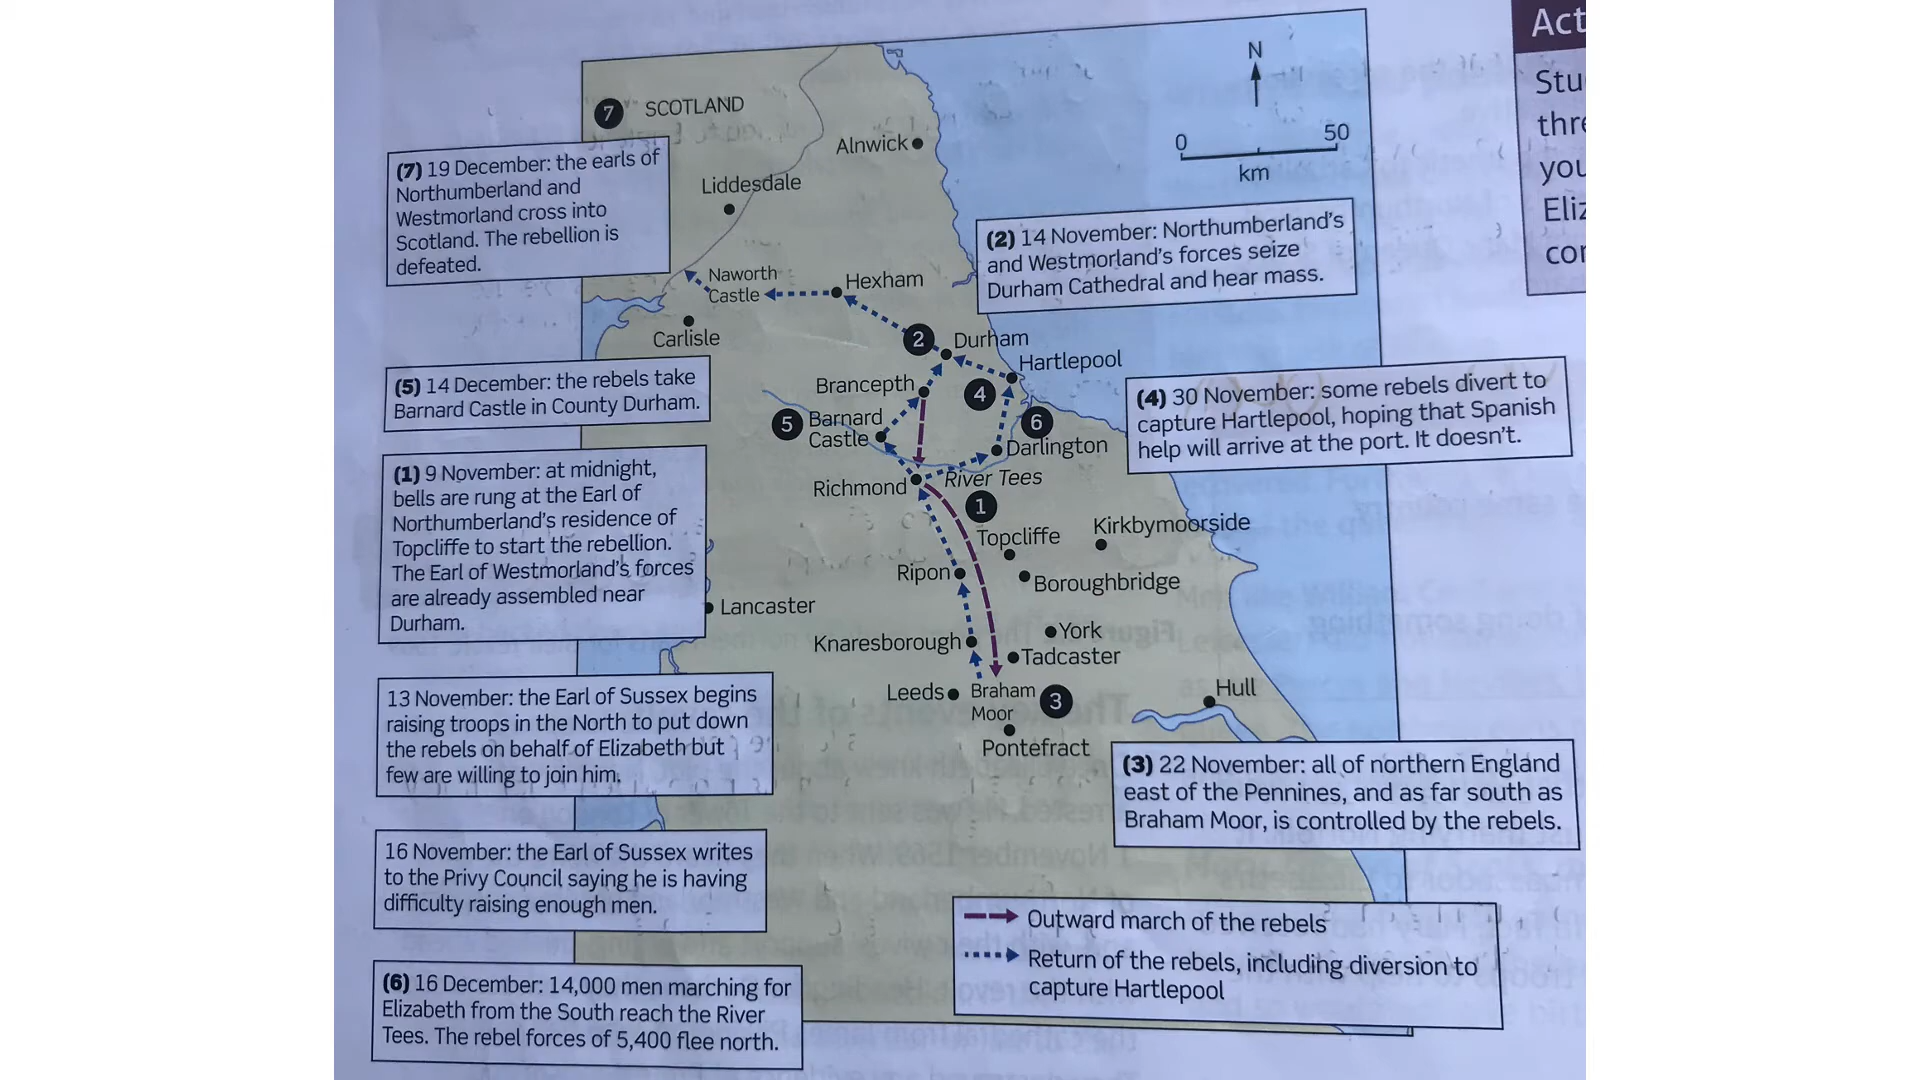 Act
Stu
thre
you
Eliz
cor
N
0 50
km
7 SCOTLAND
Alnwick
Liddesdale
(7) 19 December: the earls of
Northumberland and
Westmorland cross into
Scotland. The rebellion is
defeated.
(2) 14 November: Northumberland's
and Westmorland's forces seize
Durham Cathedral and hear mass.
Naworth
Castle
Hexham
Carlisle
2 Durham
Hartlepool
Brancepth
4
5 Barnard
Castle
6
Darlington
(5) 14 December: the rebels take
Barnard Castle in County Durham.
(4) 30 November: some rebels divert to
capture Hartlepool, hoping that Spanish
help will arrive at the port. It doesn't.
Richmond
River Tees
1
(1) 9 November: at midnight,
bells are rung at the Earl of
Northumberland's residence of
Topcliffe to start the rebellion.
The Earl of Westmorland's forces
are already assembled near
Durham.
Topcliffe
Kirkbymoorside
Ripon
Boroughbridge
Lancaster
York
Knaresborough
Tadcaster
Leeds
Braham
Moor
3
Hull
Pontefract
13 November: the Earl of Sussex begins
raising troops in the North to put down
the rebels on behalf of Elizabeth but
few are willing to join him.
(3) 22 November: all of northern England
east of the Pennines, and as far south as
Braham Moor, is controlled by the rebels.
16 November: the Earl of Sussex writes
to the Privy Council saying he is having
difficulty raising enough men.
Outward march of the rebels
Return of the rebels, including diversion to
capture Hartlepool
(6) 16 December: 14,000 men marching for
Elizabeth from the South reach the River
Tees. The rebel forces of 5,400 flee north.